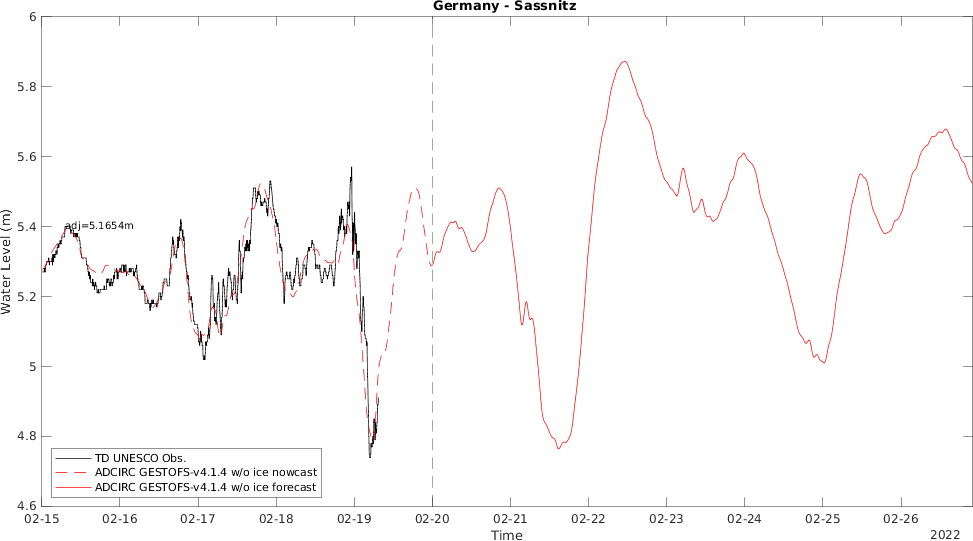 Germany - Sassnitz
6
5.8
5.6
5.4
5.2
5
4.8
4.6
Water Level (m)
dj=5.1654m
TD UNESCO Obs.
ADCIRC GESTOFS-v4.1.4 w/o ice nowcast
ADCIRC GESTOFS-v4.1.4 w/o ice forecast
02-15 02-16 02-17 02-18 02-19 02-20 02-21 02-22 02-23 02-24 02-25 02-26
Time
2022